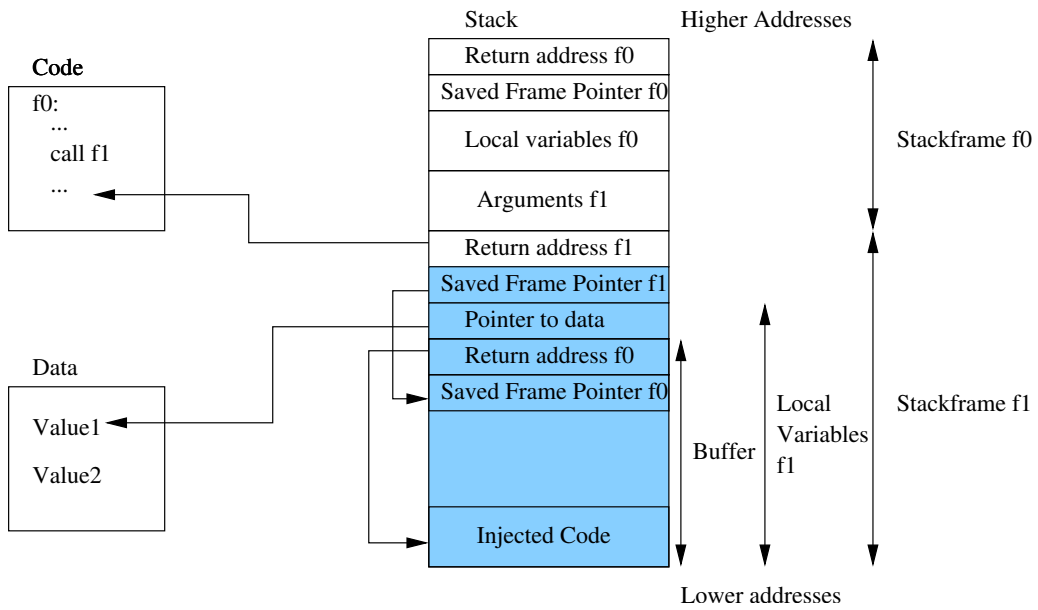 Stack
Higher Addresses
Code
f0:
...
call f1
...
Return address f0
Saved Frame Pointer f0
Local variables f0
Arguments f1
Return address f1
Saved Frame Pointer f1
Pointer to data
Return address f0
Saved Frame Pointer f0
Injected Code
Stackframe f0
Data
Value1
Value2
Buffer
Local
Variables
f1
Stackframe f1
Lower addresses